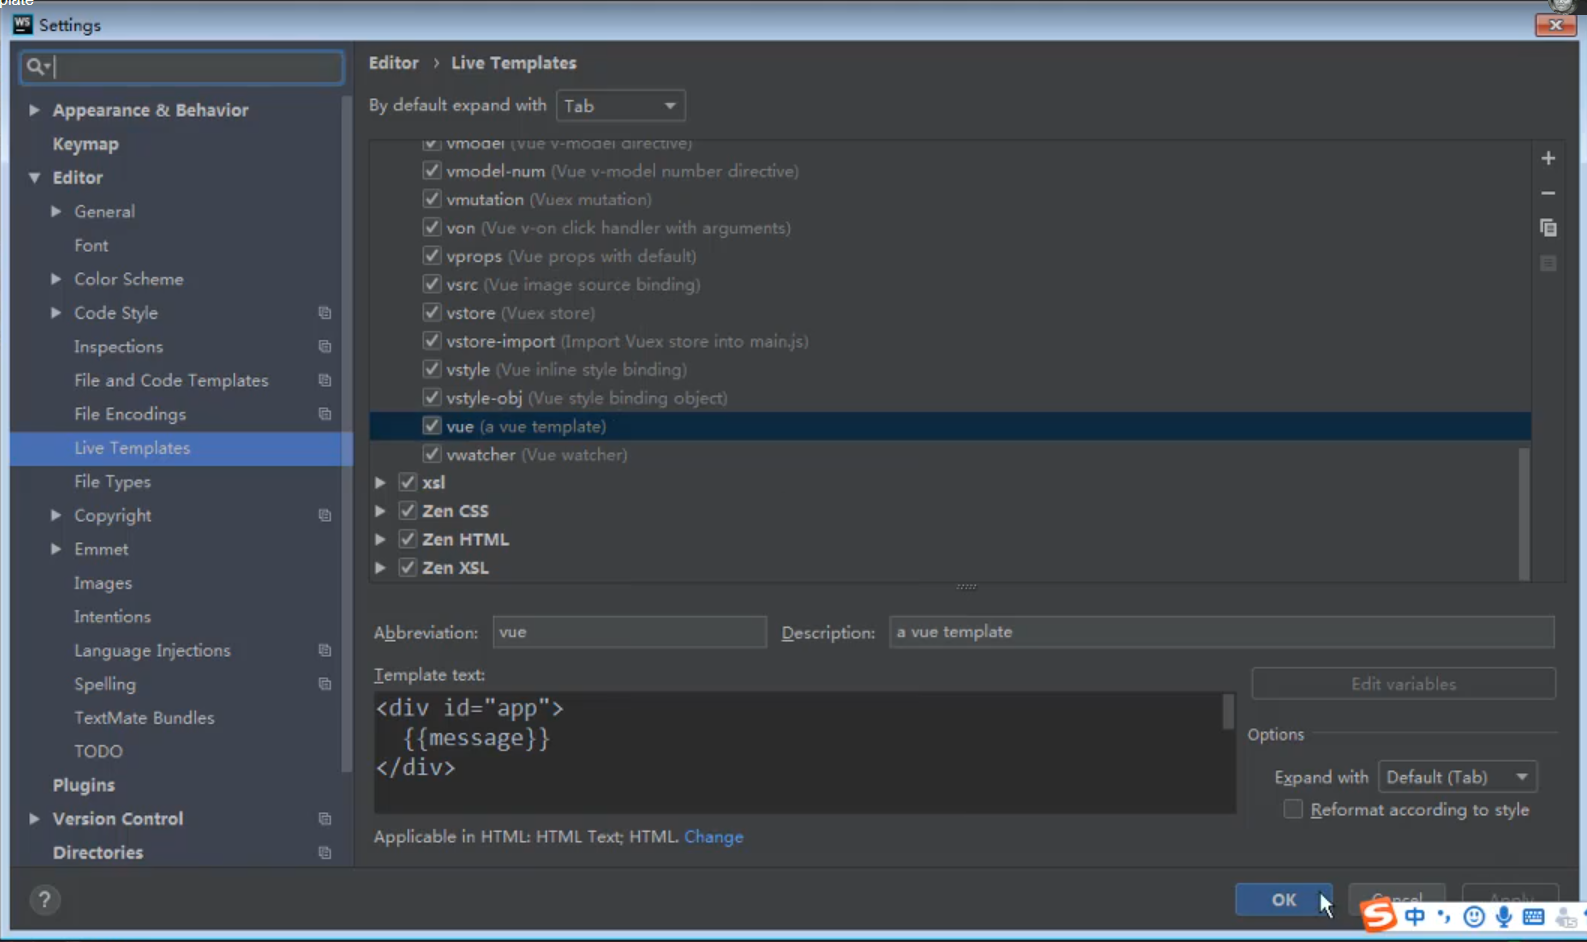 plate
WS Settings
Appearance & Behavior
Keymap
Editor
General
Font
Color Scheme
Code Style
Inspections
File and Code Templates
File Encodings
Live Templates
File Types
Copyright
Emmet
Images
Intentions
Language Injections
Spelling
TextMate Bundles
TODO
Plugins
Version Control
Directories
?
Editor › Live Templates
By default expand with Tab
vmodel (Vue v-model directive)
vmodel-num (Vue v-model number directive)
vmutation (Vuex mutation)
von (Vue v-on click handler with arguments)
vprops (Vue props with default)
vsrc (Vue image source binding)
vstore (Vuex store)
vstore-import (Import Vuex store into main.js)
vstyle (Vue inline style binding)
vstyle-obj (Vue style binding object)
vue (a vue template)
vwatcher (Vue watcher)
xsl
Zen CSS
Zen HTML
Zen XSL
Abbreviation: vue Description: a vue template
Template text:
<div id="app">
{{message}}
</div>
Edit variables
Options
Expand with Default (Tab)
Reformat according to style
Applicable in HTML: HTML Text; HTML. Change
OK Cancel Apply
S 中